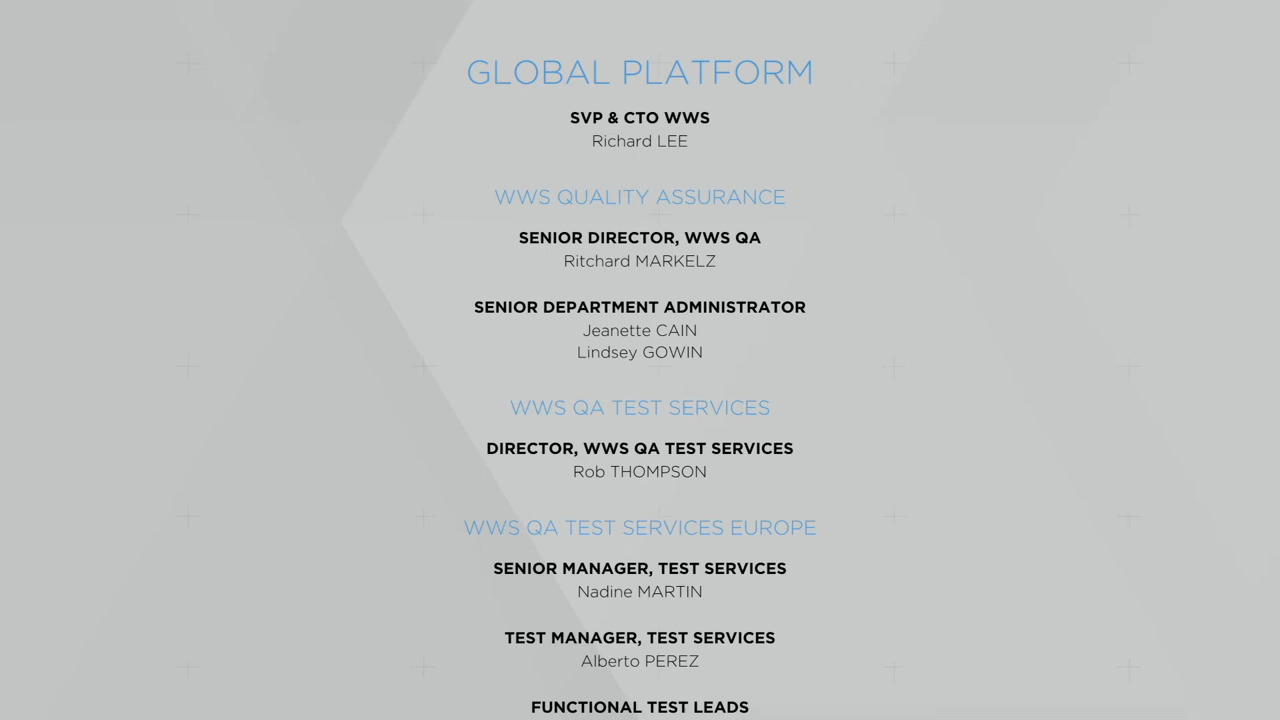 GLOBAL PLATFORM
SVP & CTO WWS
Richard LEE
WWS QUALITY ASSURANCE
SENIOR DIRECTOR, WWS QA
Ritchard MARKELZ
SENIOR DEPARTMENT ADMINISTRATOR
Jeanette CAIN
Lindsey GOWIN
WWS QA TEST SERVICES
DIRECTOR, WWS QA TEST SERVICES
Rob THOMPSON
WWS QA TEST SERVICES EUROPE
SENIOR MANAGER, TEST SERVICES
Nadine MARTIN
TEST MANAGER, TEST SERVICES
Alberto PEREZ
FUNCTIONAL TEST LEADS